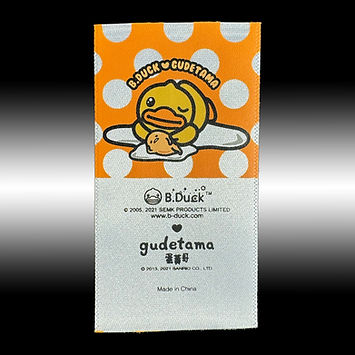 B.DUCK ♥ GUDETAMA
B.Duck™
© 2005, 2021 SEMK PRODUCTS LIMITED
www.b-duck.com
♥
gudetama
蛋黃哥
© 2013, 2021 SANRIO CO., LTD.
Made in China